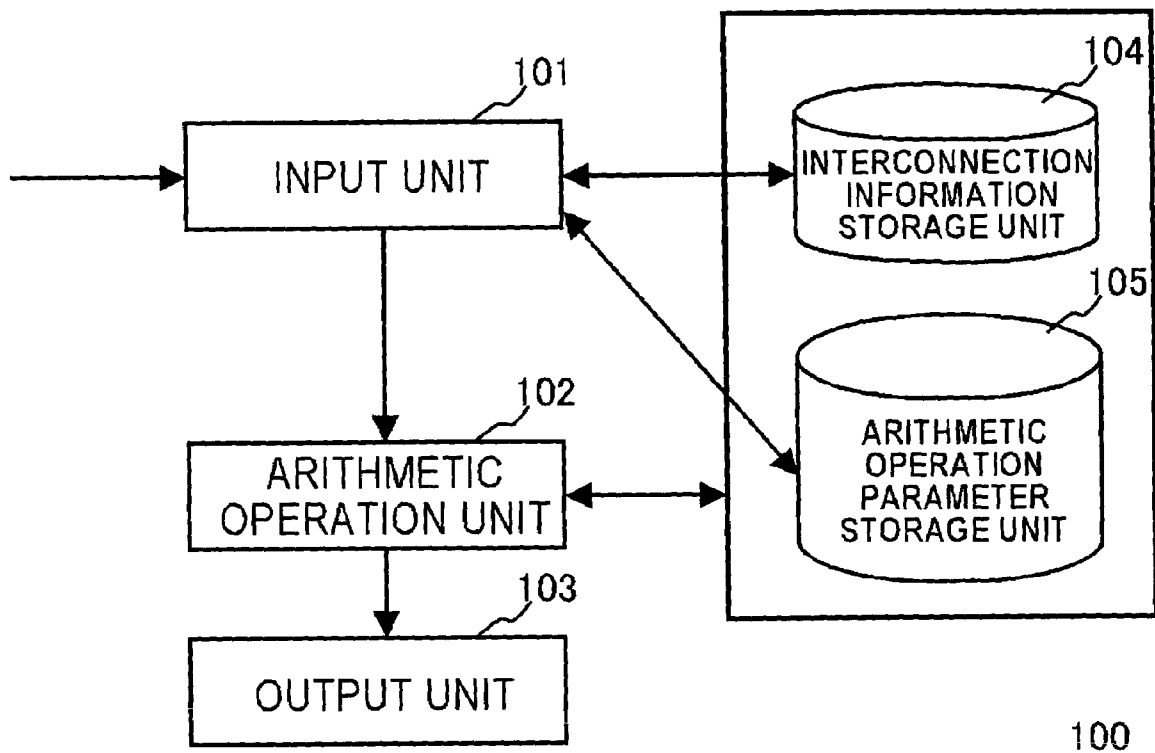 101
INPUT UNIT
104
INTERCONNECTION
INFORMATION
STORAGE UNIT
105
ARITHMETIC
OPERATION
PARAMETER
STORAGE UNIT
102
ARITHMETIC
OPERATION UNIT
103
OUTPUT UNIT
100